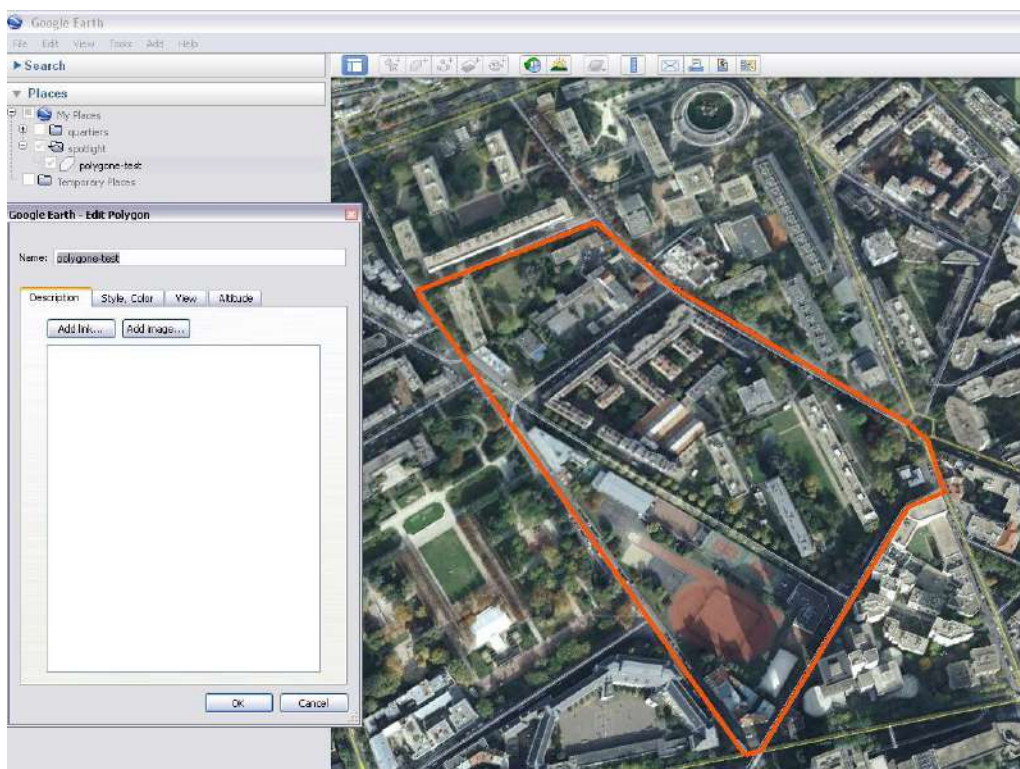 Google Earth
File Edit View Tools Add Help
Search
Places
My Places
quartiers
spotlight
polygone-test
Temporary Places
Google Earth - Edit Polygon
Name: polygone-test
Description Style, Color View Altitude
Add link... Add image...
OK Cancel